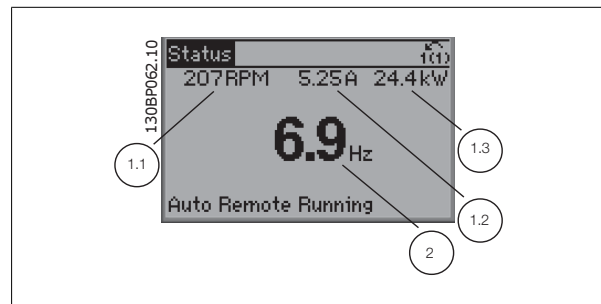 130BP062.10
Status
1(1)
207RPM 5.25A 24.4kW
6.9Hz
Auto Remote Running
1.1
1.3
1.2
2